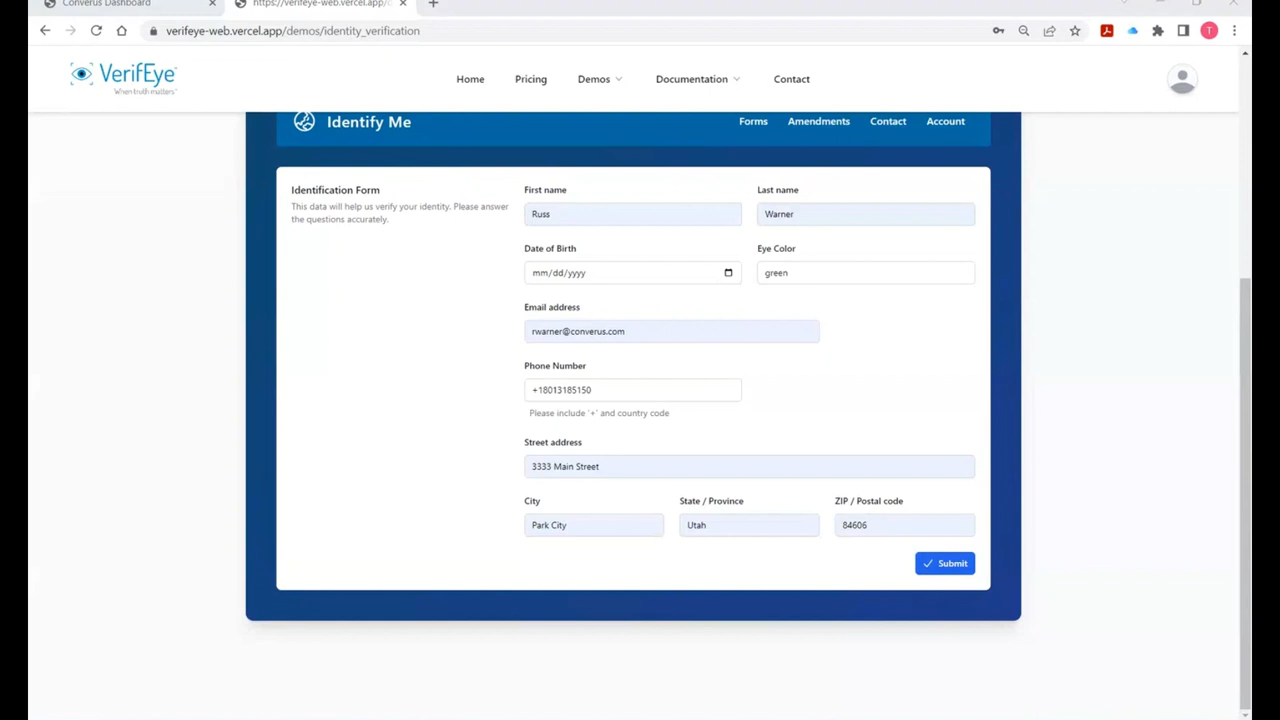 Converus Dashboard
https://verifeye-web.vercel.app/
verifeye-web.vercel.app/demos/identity_verification
T
VerifEye
When truth matters
Home Pricing Demos Documentation Contact
Identify Me
Forms Amendments Contact Account
Identification Form
This data will help us verify your identity. Please answer
the questions accurately.
First name Last name
Russ Warner
Date of Birth Eye Color
mm/dd/yyyy green
Email address
rwarner@converus.com
Phone Number
+18013185150
Please include '+' and country code
Street address
3333 Main Street
City State / Province ZIP / Postal code
Park City Utah 84606
Submit